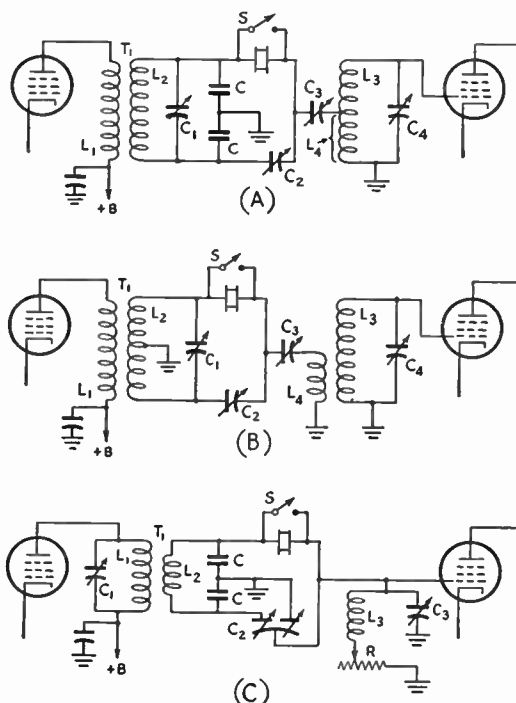 S
T₁
L₂
C
C₃
L₃
C₁
C₄
L₁
C
L₄
C₂
+B
(A)
S
T₁
L₂
C₃
L₃
C₁
C₄
L₁
L₄
C₂
+B
(B)
S
T₁
L₁
C
C₁
L₂
C
C₂
L₃
C₃
R
+B
(C)